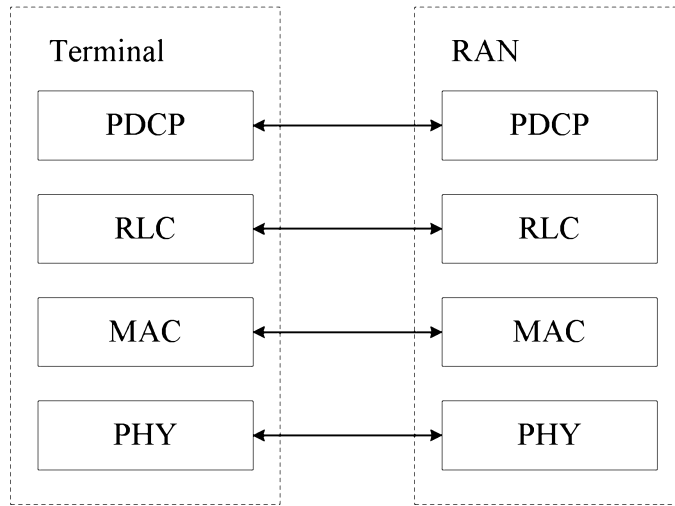 Terminal
RAN
PDCP
PDCP
RLC
RLC
MAC
MAC
PHY
PHY